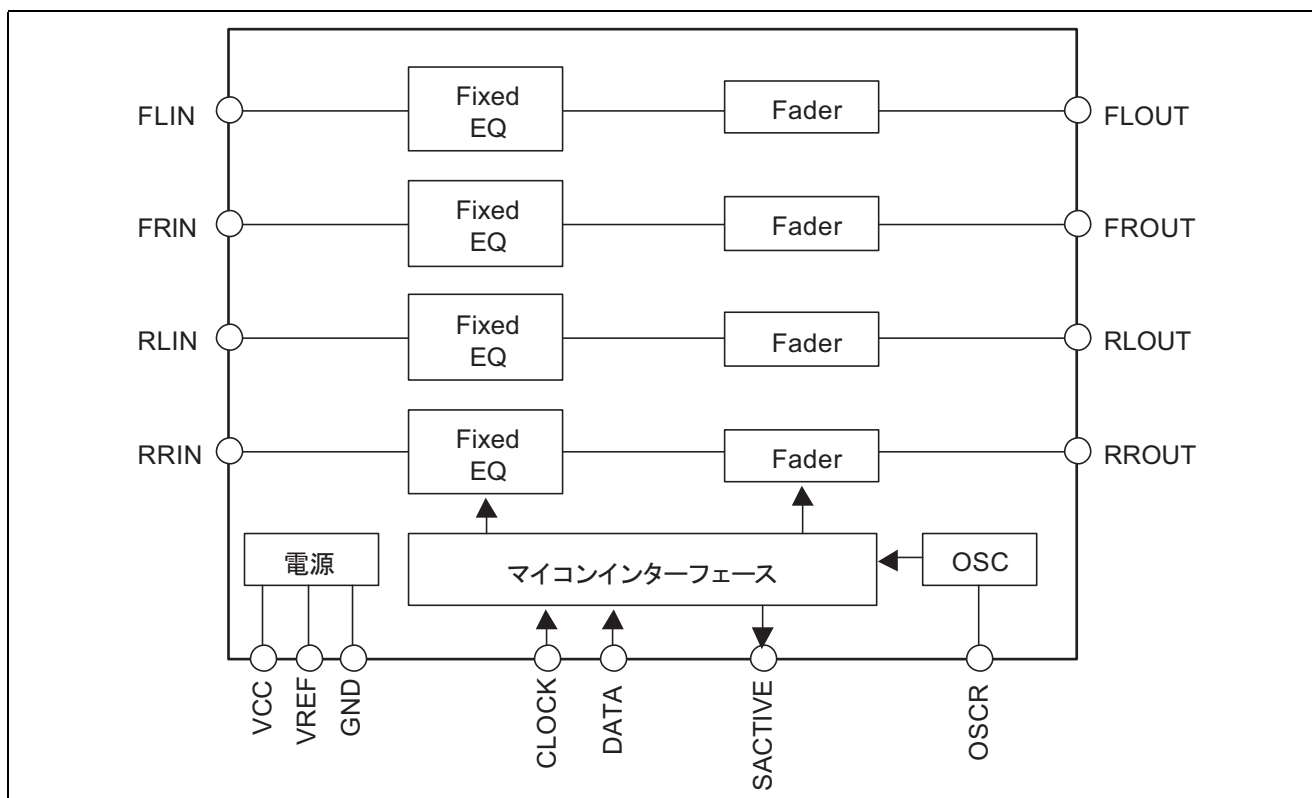 FLIN
Fixed
EQ
Fader
FLOUT
FRIN
Fixed
EQ
Fader
FROUT
RLIN
Fixed
EQ
Fader
RLOUT
RRIN
Fixed
EQ
Fader
RROUT
電源
マイコンインターフェース
OSC
VCC
VREF
GND
CLOCK
DATA
SACTIVE
OSCR